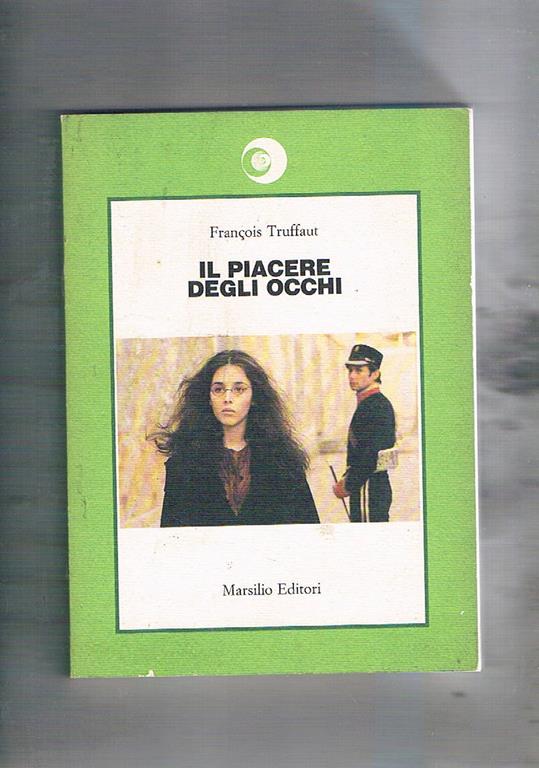 François Truffaut
IL PIACERE
DEGLI OCCHI
Marsilio Editori